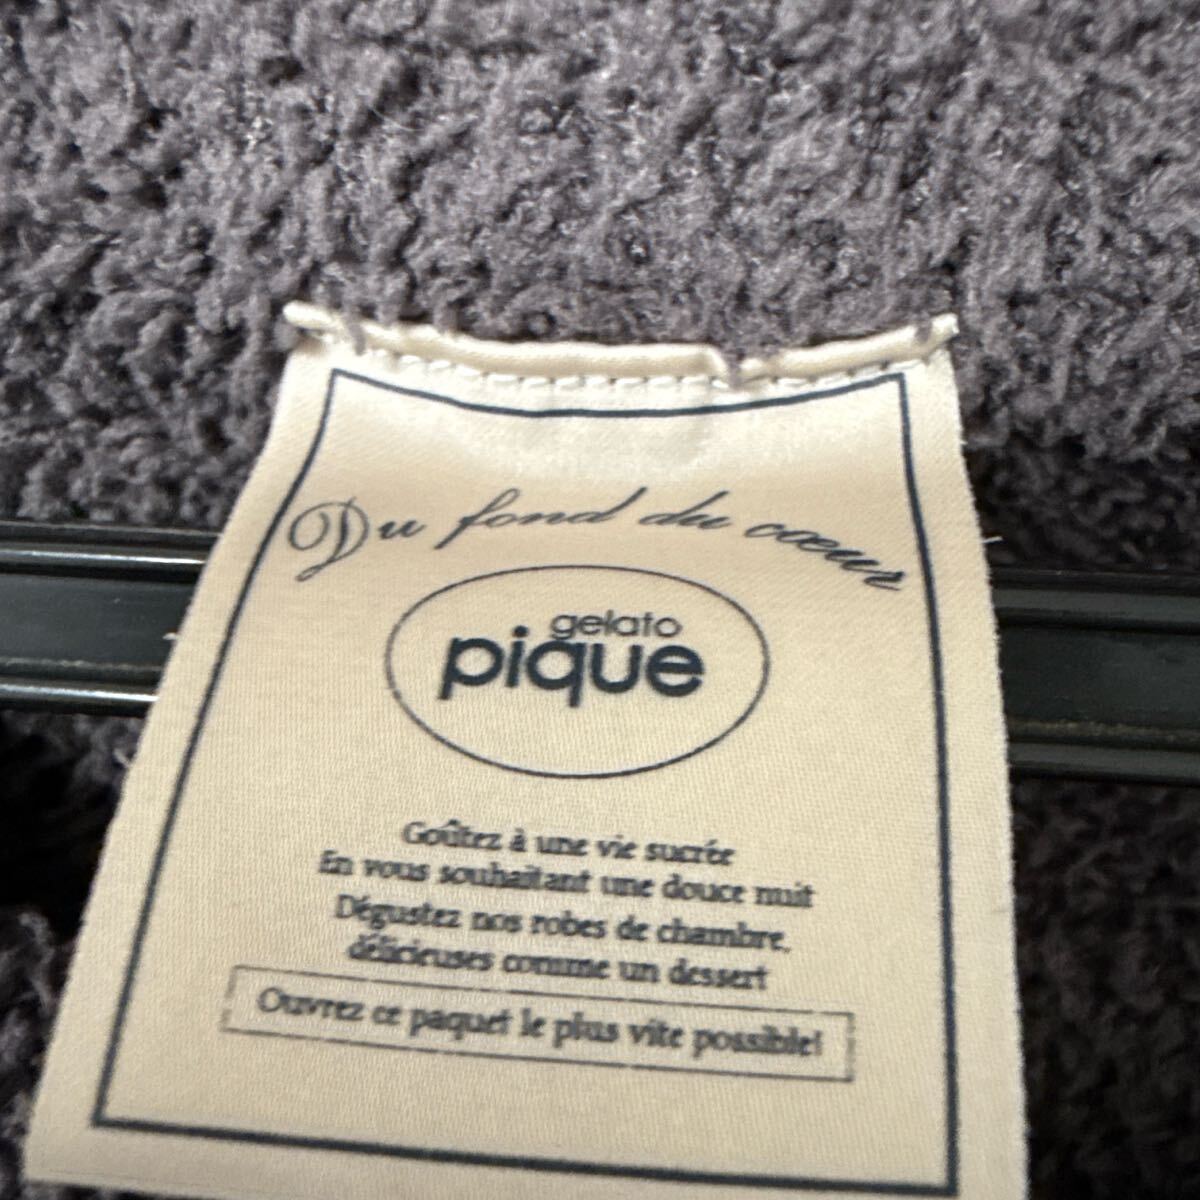 Du fond du cœur
gelato
pique
Goûtez à une vie sucrée
En vous souhaitant une douce nuit
Dégustez nos robes de chambre,
délicieuses comme un dessert
Ouvrez ce paquet le plus vite possible!